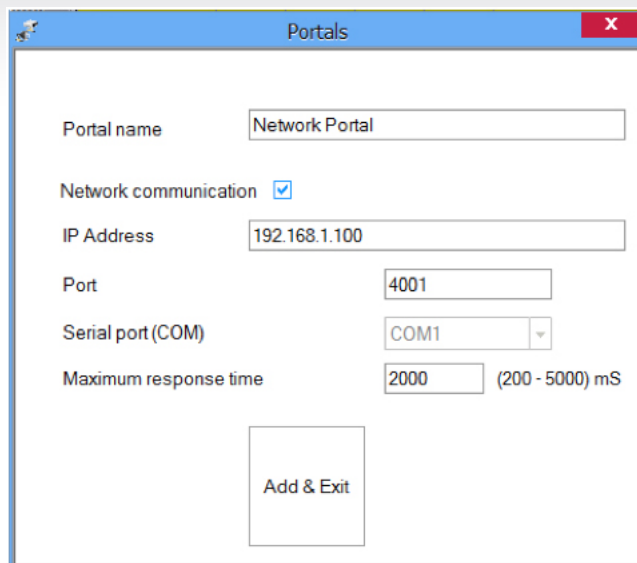 Portals
x
Portal name Network Portal
Network communication
IP Address 192.168.1.100
Port 4001
Serial port (COM) COM1
Maximum response time 2000 (200 - 5000) mS
Add & Exit